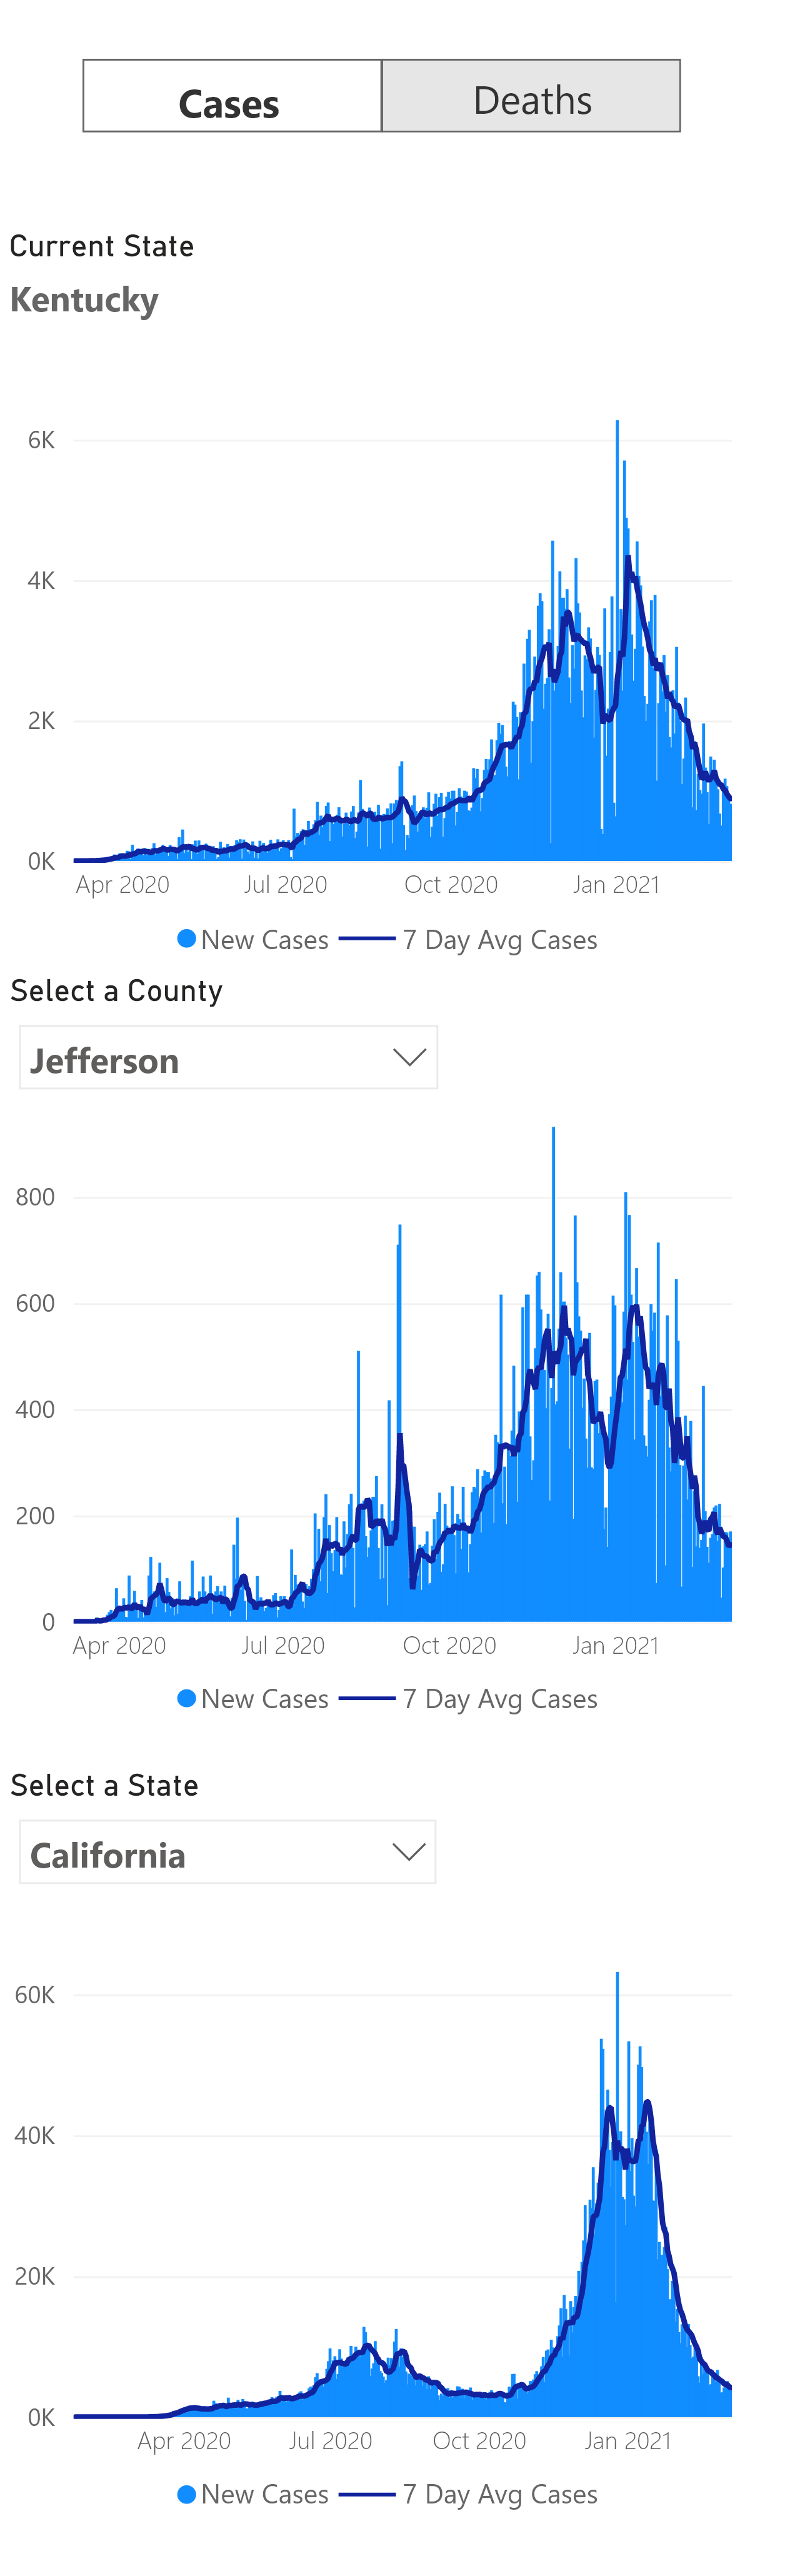 Cases Deaths
Current State
Kentucky
6K
4K
2K
0K
Apr 2020 Jul 2020 Oct 2020 Jan 2021
New Cases 7 Day Avg Cases
Select a County
Jefferson
800
600
400
200
0
Apr 2020 Jul 2020 Oct 2020 Jan 2021
New Cases 7 Day Avg Cases
Select a State
California
60K
40K
20K
0K
Apr 2020 Jul 2020 Oct 2020 Jan 2021
New Cases 7 Day Avg Cases